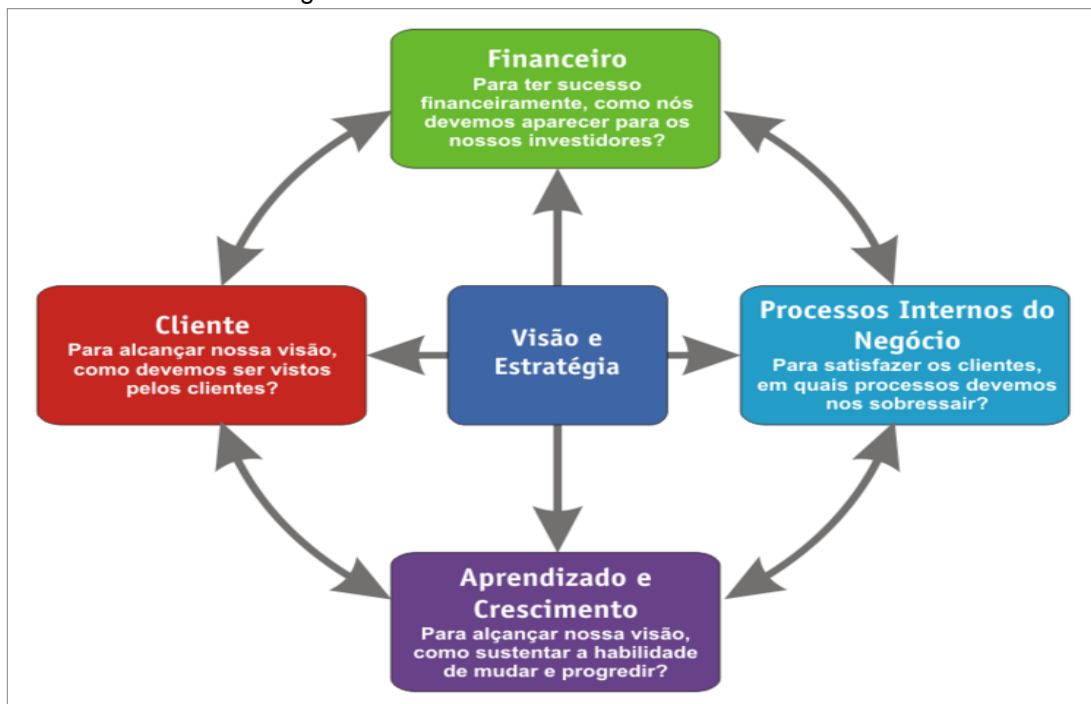 Financeiro
Para ter sucesso
financeiramente, como nós
devemos aparecer para os
nossos investidores?
Cliente
Para alcançar nossa visão,
como devemos ser vistos
pelos clientes?
Visão e
Estratégia
Processos Internos do
Negócio
Para satisfazer os clientes,
em quais processos devemos
nos sobressair?
Aprendizado e
Crescimento
Para alçançar nossa visão,
como sustentar a habilidade
de mudar e progredir?